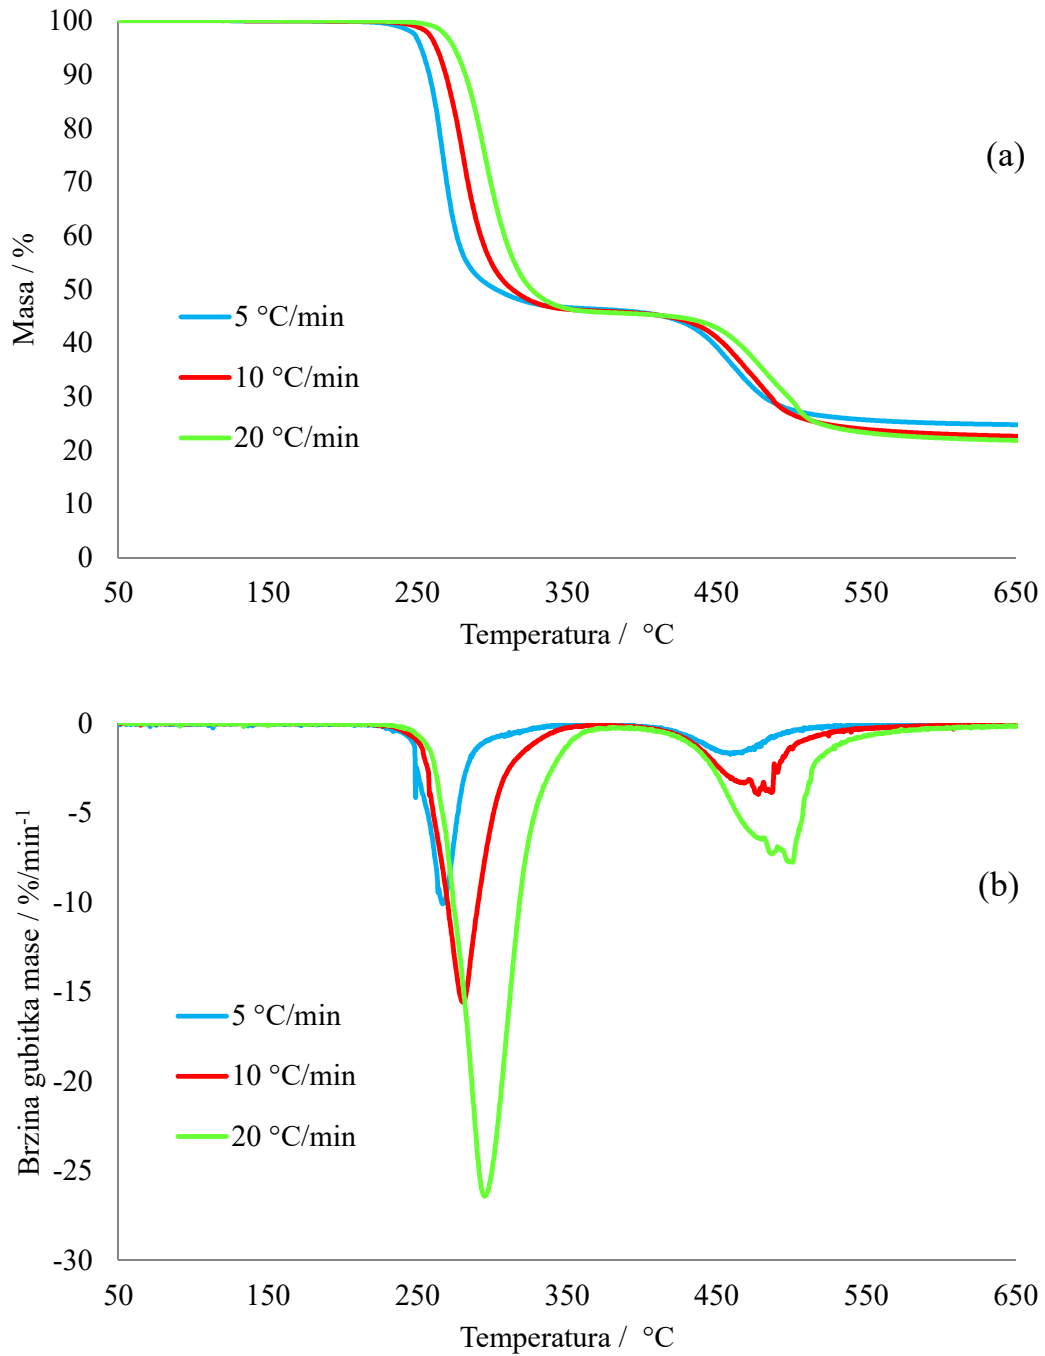 100
90
80
70
60
50
40
30
20
10
0
Masa / %
(a)
5 °C/min
10 °C/min
20 °C/min
50 150 250 350 450 550 650
Temperatura / °C
0
-5
-10
-15
-20
-25
-30
Brzina gubitka mase / %/min-1
(b)
5 °C/min
10 °C/min
20 °C/min
50 150 250 350 450 550 650
Temperatura / °C